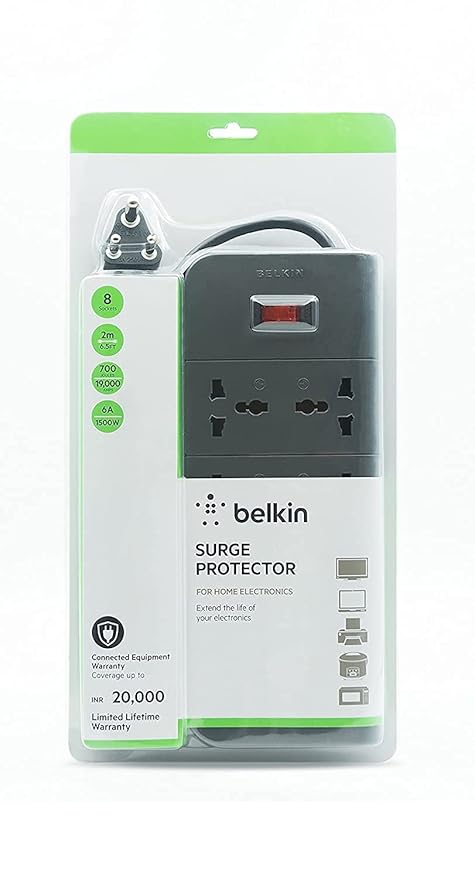 BELKIN
8
Sockets
2m
6.5FT
700
JOULES
19,000
AMPS
6A
1500W
belkin
SURGE
PROTECTOR
FOR HOME ELECTRONICS
Extend the life of
your electronics
Connected Equipment
Warranty
Coverage up to
INR 20,000
Limited Lifetime
Warranty